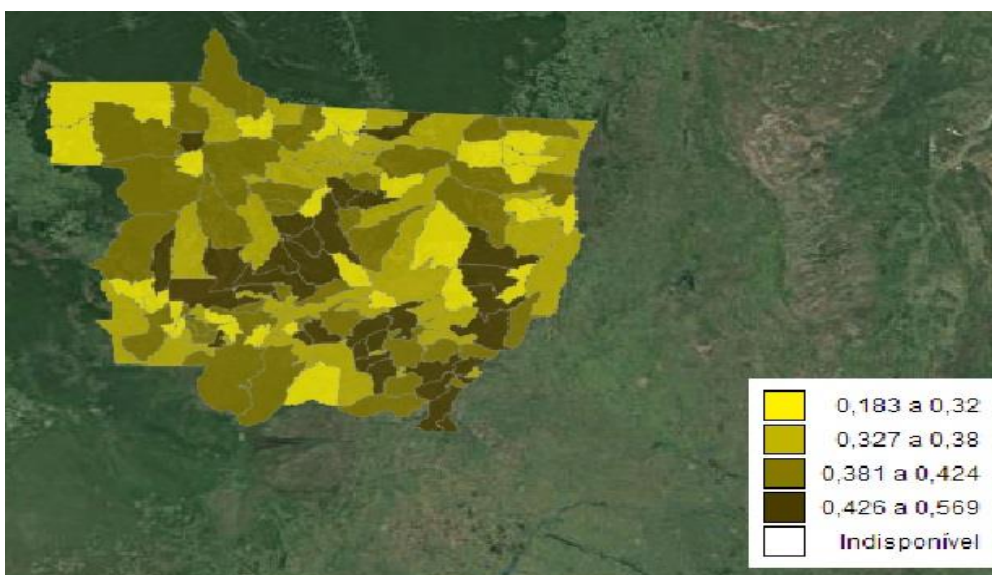 0,183 a 0,32
0,327 a 0,38
0,381 a 0,424
0,426 a 0,569
Indisponível